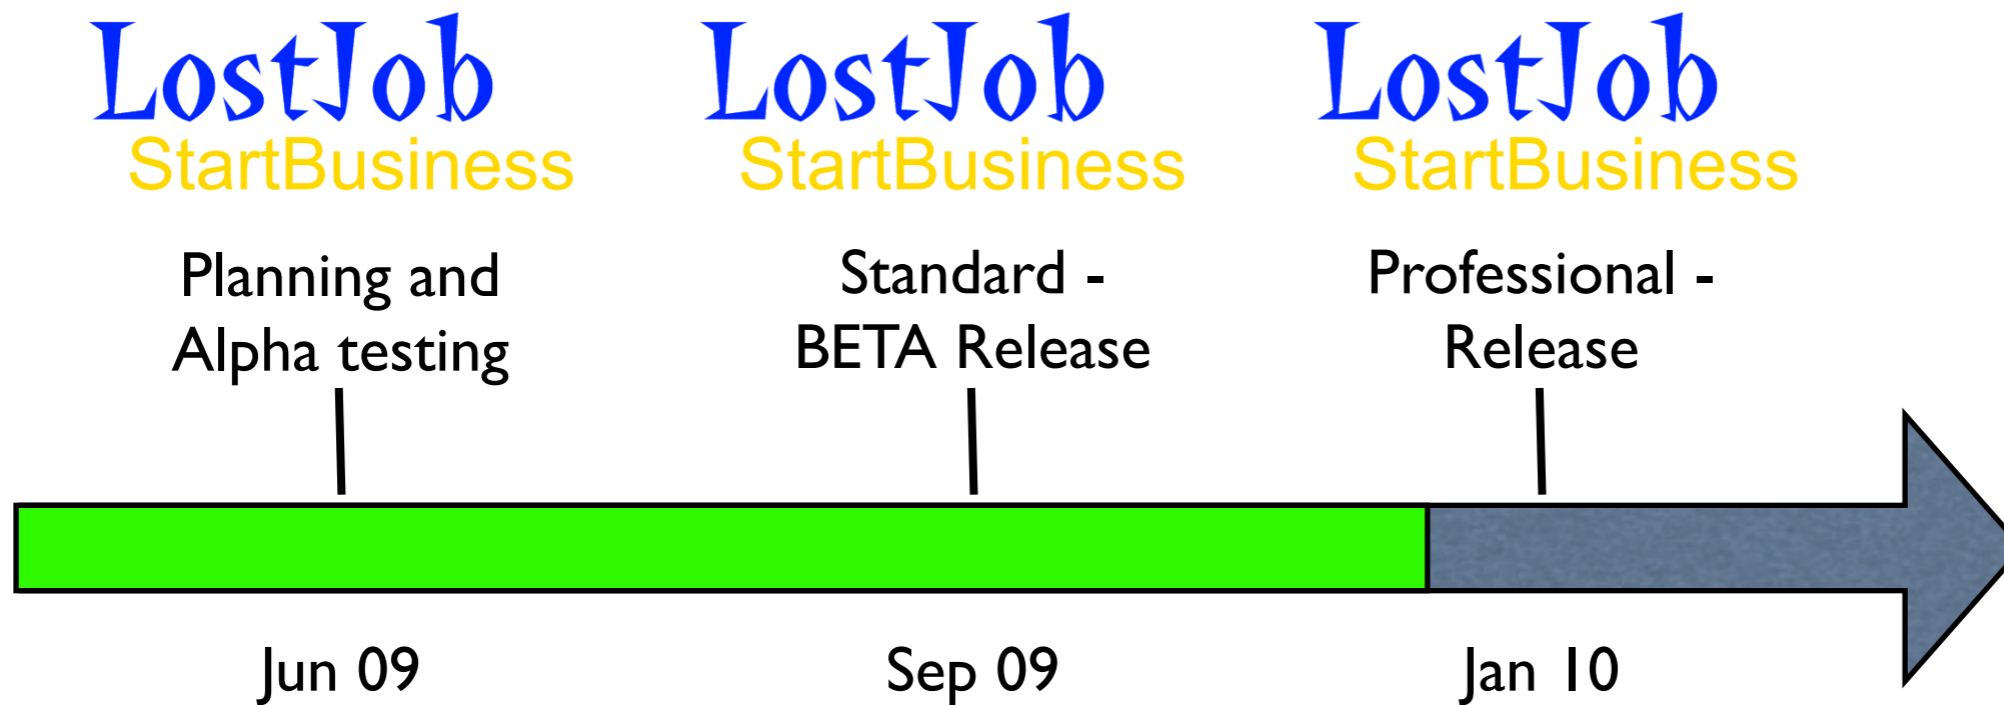 LostJob
StartBusiness
LostJob
StartBusiness
LostJob
StartBusiness
Planning and
Alpha testing
Standard -
BETA Release
Professional -
Release
Jun 09
Sep 09
Jan 10